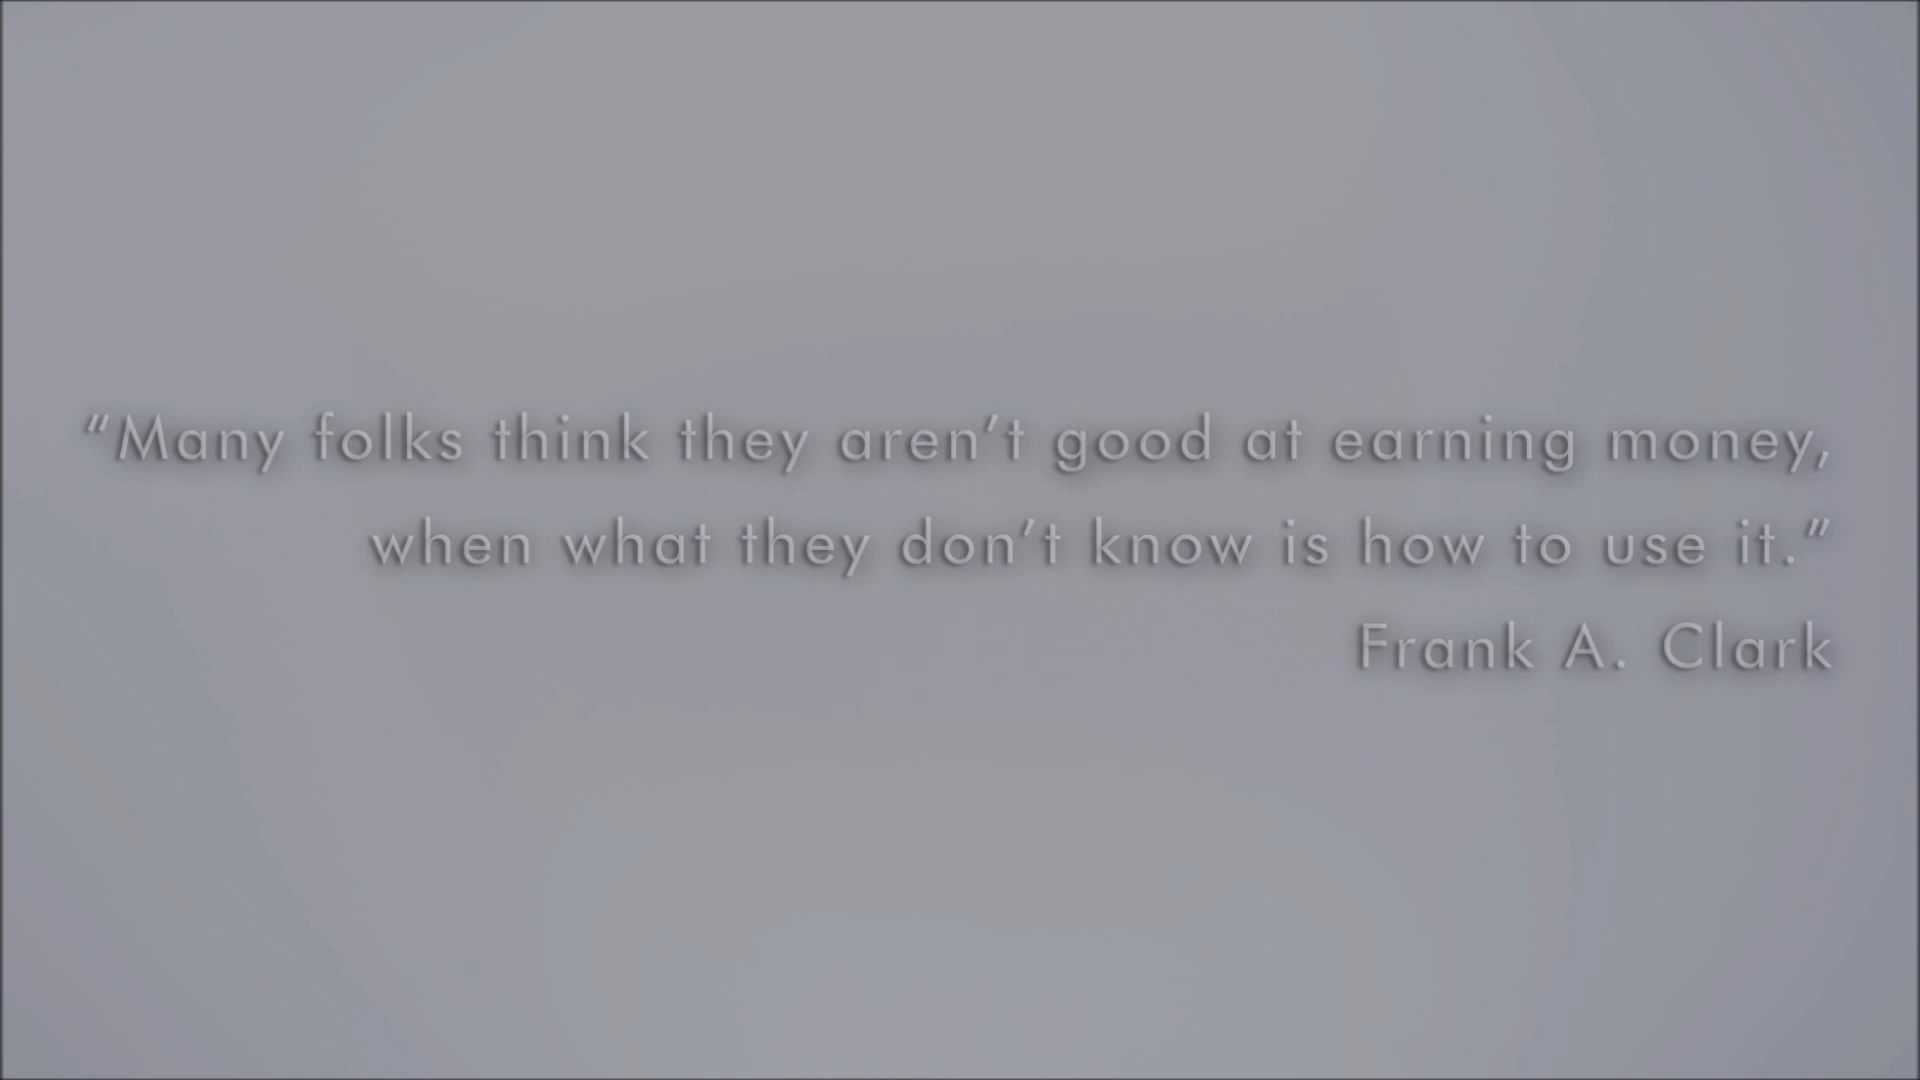 “Many folks think they aren’t good at earning money,
when what they don’t know is how to use it.”
Frank A. Clark